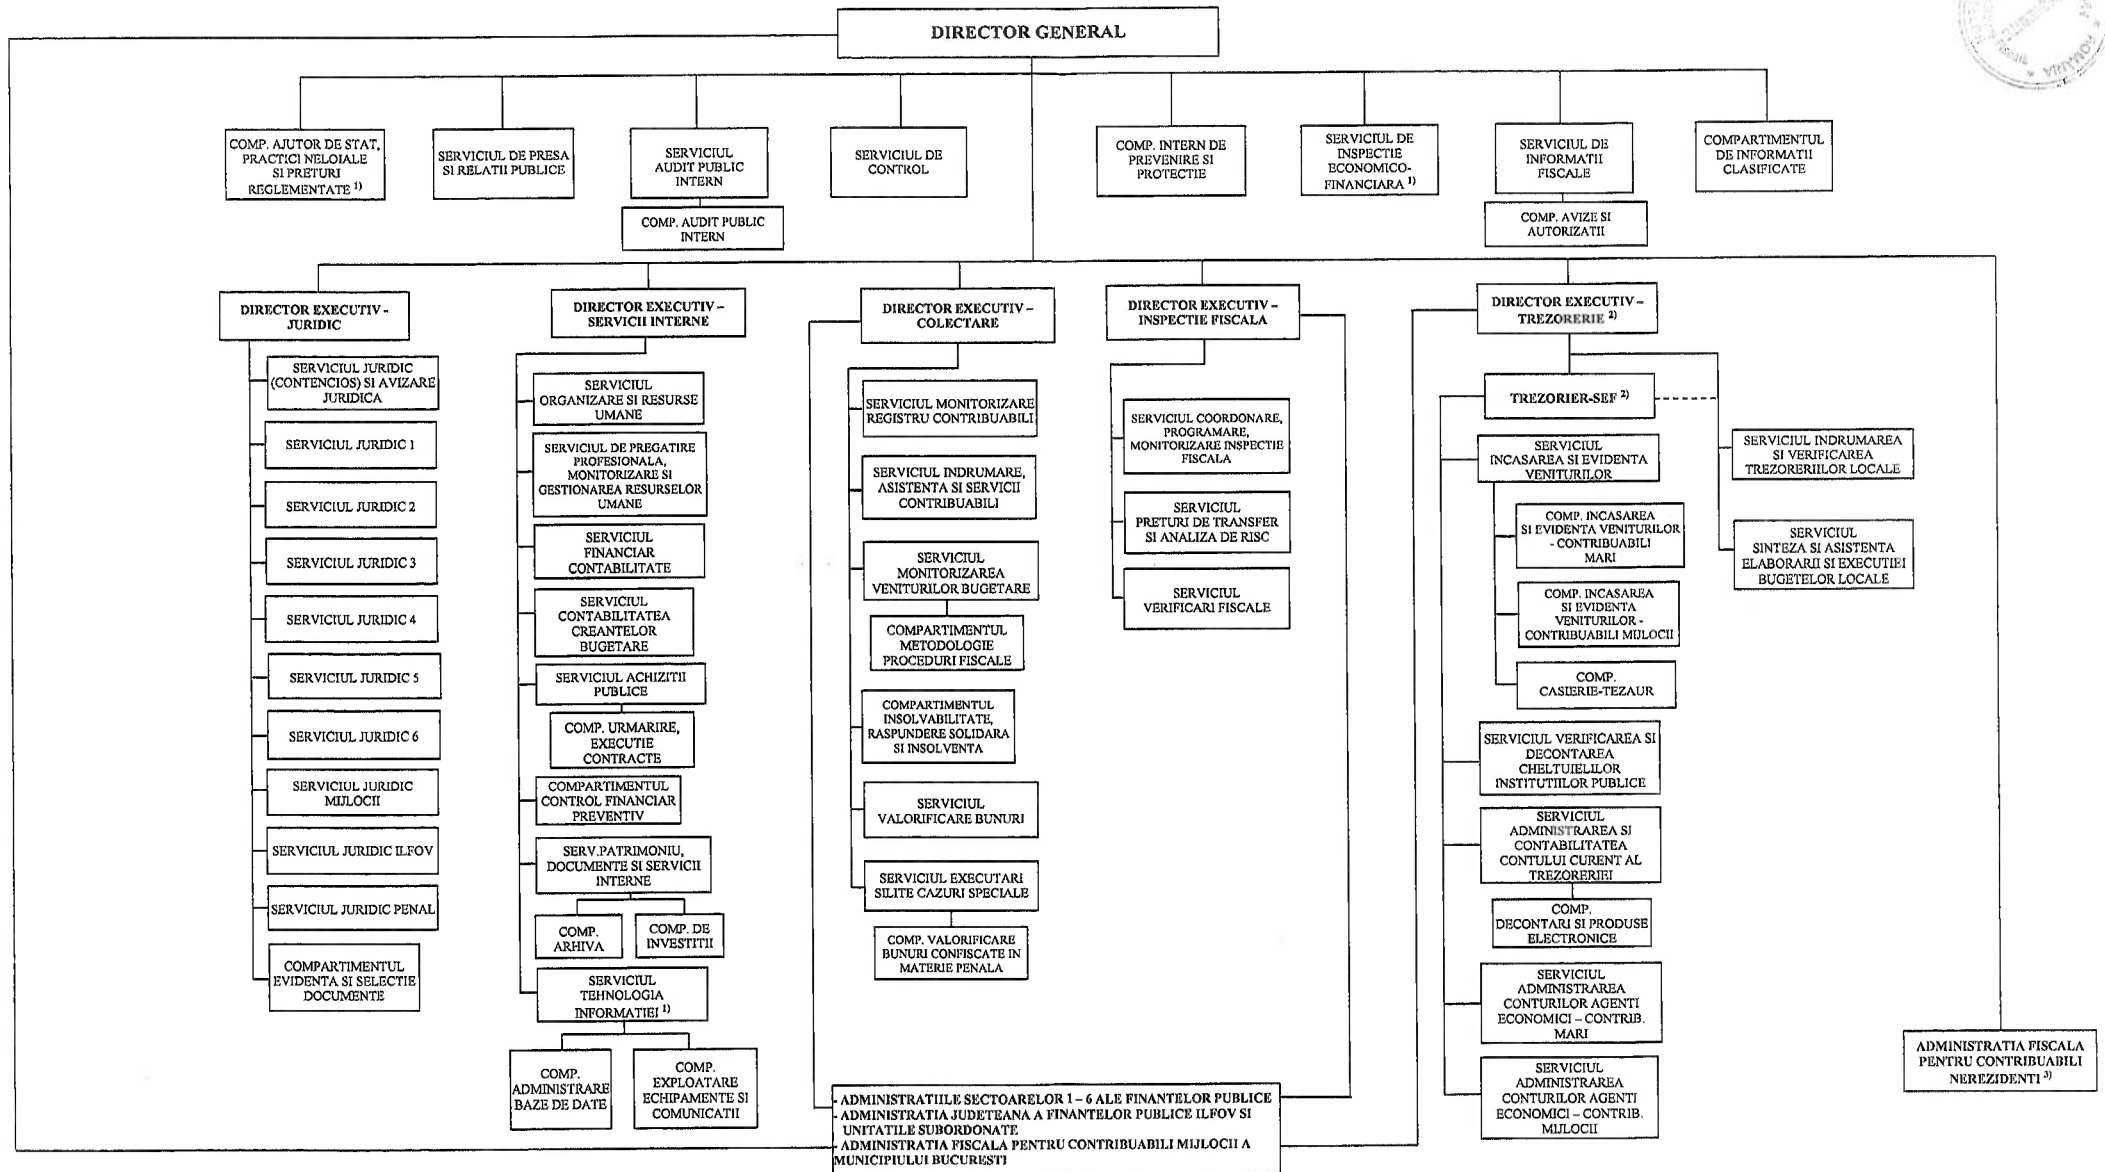 DIRECTOR GENERAL
COMP. AJUTOR DE STAT,
PRACTICI NELOIALE
SI PRETURI
REGLEMENTATE 1)
SERVICIUL DE PRESA
SI RELATII PUBLICE
SERVICIUL
AUDIT PUBLIC
INTERN
COMP. AUDIT PUBLIC
INTERN
SERVICIUL DE
CONTROL
COMP. INTERN DE
PREVENIRE SI
PROTECTIE
SERVICIUL DE
INSPECTIE
ECONOMICO-
FINANCIARA 1)
SERVICIUL DE
INFORMATII
FISCALE
COMP. AVIZE SI
AUTORIZATII
COMPARTIMENTUL
DE INFORMATII
CLASIFICATE
DIRECTOR EXECUTIV -
JURIDIC
SERVICIUL JURIDIC
(CONTENCIOS) SI AVIZARE
JURIDICA
SERVICIUL JURIDIC 1
SERVICIUL JURIDIC 2
SERVICIUL JURIDIC 3
SERVICIUL JURIDIC 4
SERVICIUL JURIDIC 5
SERVICIUL JURIDIC 6
SERVICIUL JURIDIC
MIJLOCII
SERVICIUL JURIDIC ILFOV
SERVICIUL JURIDIC PENAL
COMPARTIMENTUL
EVIDENTA SI SELECTIE
DOCUMENTE
DIRECTOR EXECUTIV –
SERVICII INTERNE
SERVICIUL
ORGANIZARE SI RESURSE
UMANE
SERVICIUL DE PREGATIRE
PROFESIONALA,
MONITORIZARE SI
GESTIONAREA RESURSELOR
UMANE
SERVICIUL
FINANCIAR
CONTABILITATE
SERVICIUL
CONTABILITATEA
CREANTELOR
BUGETARE
SERVICIUL ACHIZITII
PUBLICE
COMP. URMARIRE,
EXECUTIE
CONTRACTE
COMPARTIMENTUL
CONTROL FINANCIAR
PREVENTIV
SERV.PATRIMONIU,
DOCUMENTE SI SERVICII
INTERNE
COMP.
ARHIVA
COMP. DE
INVESTITII
SERVICIUL
TEHNOLOGIA
INFORMATIEI 1)
COMP.
ADMINISTRARE
BAZE DE DATE
COMP.
EXPLOATARE
ECHIPAMENTE SI
COMUNICATII
DIRECTOR EXECUTIV –
COLECTARE
SERVICIUL MONITORIZARE
REGISTRU CONTRIBUABILI
SERVICIUL INDRUMARE,
ASISTENTA SI SERVICII
CONTRIBUABILI
SERVICIUL
MONITORIZAREA
VENITURILOR BUGETARE
COMPARTIMENTUL
METODOLOGIE
PROCEDURI FISCALE
COMPARTIMENTUL
INSOLVABILITATE,
RASPUNDERE SOLIDARA
SI INSOLVENTA
SERVICIUL
VALORIFICARE BUNURI
SERVICIUL EXECUTARI
SILITE CAZURI SPECIALE
COMP. VALORIFICARE
BUNURI CONFISCATE IN
MATERIE PENALA
DIRECTOR EXECUTIV –
INSPECTIE FISCALA
SERVICIUL COORDONARE,
PROGRAMARE,
MONITORIZARE INSPECTIE
FISCALA
SERVICIUL
PRETURI DE TRANSFER
SI ANALIZA DE RISC
SERVICIUL
VERIFICARI FISCALE
DIRECTOR EXECUTIV –
TREZORERIE 2)
TREZORIER-SEF 2)
SERVICIUL
INCASAREA SI EVIDENTA
VENITURILOR
COMP. INCASAREA
SI EVIDENTA VENITURILOR
- CONTRIBUABILI
MARI
COMP. INCASAREA
SI EVIDENTA
VENITURILOR -
CONTRIBUABILI MIJLOCII
COMP.
CASIERIE-TEZAUR
SERVICIUL VERIFICAREA SI
DECONTAREA
CHELTUIELILOR
INSTITUTIILOR PUBLICE
SERVICIUL
ADMINISTRAREA SI
CONTABILITATEA
CONTULUI CURENT AL
TREZORERIEI
COMP.
DECONTARI SI PRODUSE
ELECTRONICE
SERVICIUL
ADMINISTRAREA
CONTURILOR AGENTI
ECONOMICI – CONTRIB.
MARI
SERVICIUL
ADMINISTRAREA
CONTURILOR AGENTI
ECONOMICI – CONTRIB.
MIJLOCII
SERVICIUL INDRUMAREA
SI VERIFICAREA
TREZORERIILOR LOCALE
SERVICIUL
SINTEZA SI ASISTENTA
ELABORARII SI EXECUTIEI
BUGETELOR LOCALE
ADMINISTRATIA FISCALA
PENTRU CONTRIBUABILI
NEREZIDENTI 3)
- ADMINISTRATIILE SECTOARELOR 1 – 6 ALE FINANTELOR PUBLICE
- ADMINISTRATIA JUDETEANA A FINANTELOR PUBLICE ILFOV SI
UNITATILE SUBORDONATE
- ADMINISTRATIA FISCALA PENTRU CONTRIBUABILI MIJLOCII A
MUNICIPIULUI BUCURESTI
ROMANIA